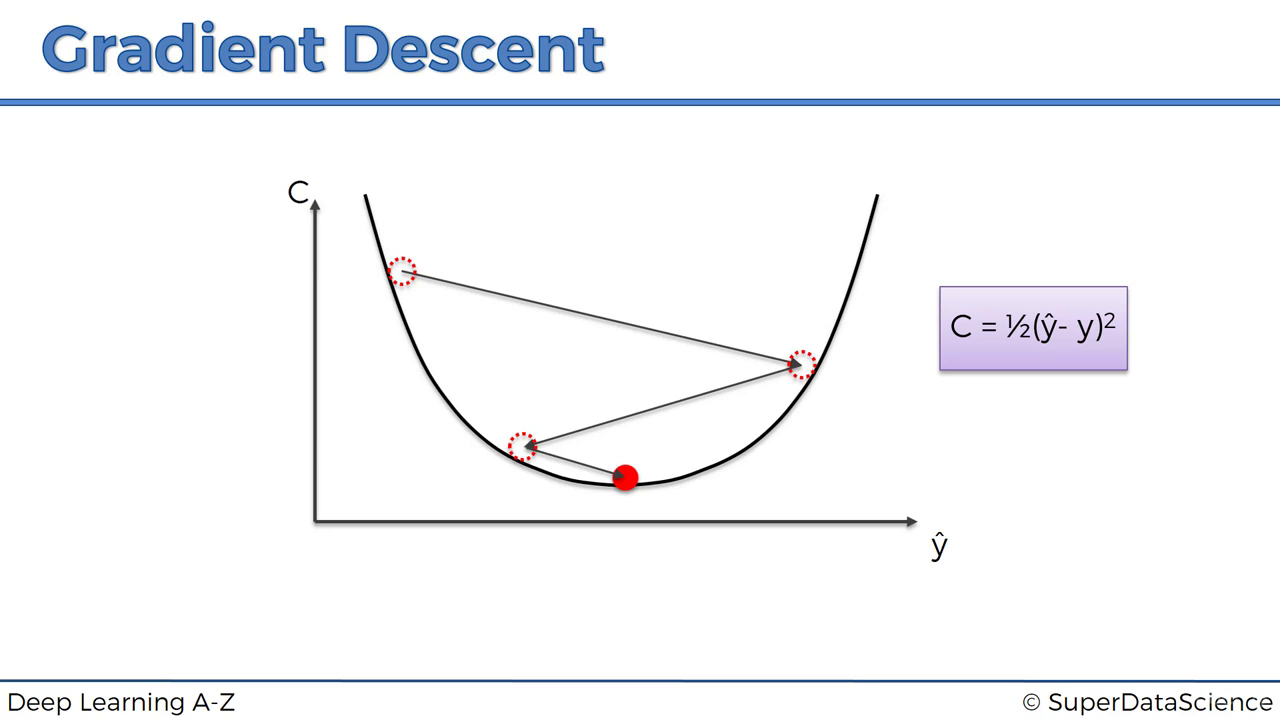 Gradient Descent
C
C = ½(ŷ- y)²
ŷ
Deep Learning A-Z
© SuperDataScience